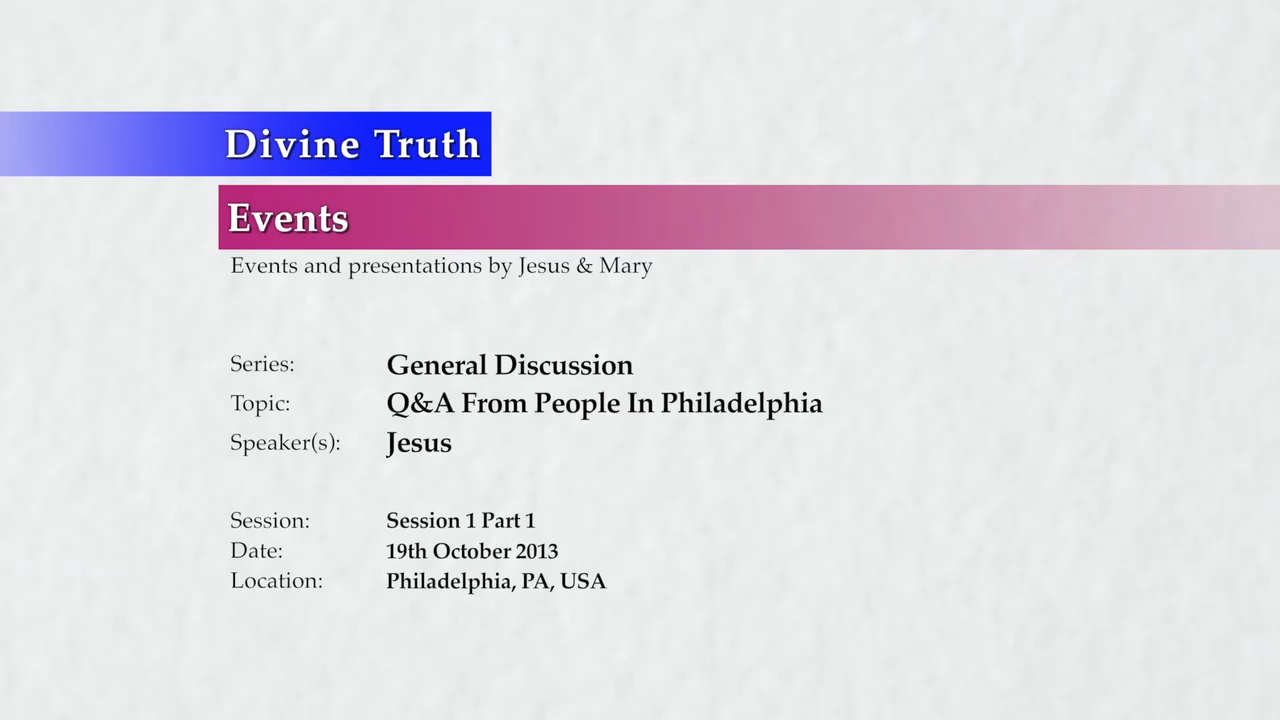 Divine Truth
Events
Events and presentations by Jesus & Mary
Series: General Discussion
Topic: Q&A From People In Philadelphia
Speaker(s): Jesus
Session: Session 1 Part 1
Date: 19th October 2013
Location: Philadelphia, PA, USA